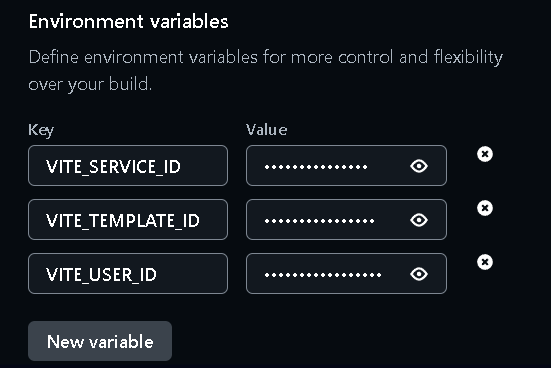 Environment variables
Define environment variables for more control and flexibility
over your build.
Key Value
VITE_SERVICE_ID •••••••••••••••
VITE_TEMPLATE_ID ••••••••••••••••
VITE_USER_ID •••••••••••••••••
New variable